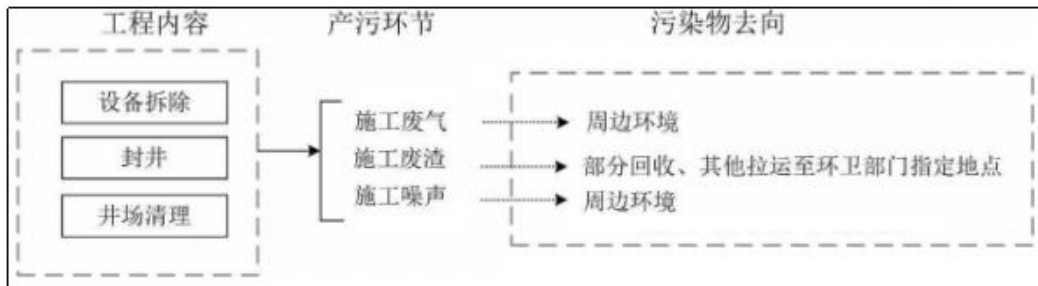 工程内容
产污环节
污染物去向
设备拆除
封井
井场清理
施工废气
施工废渣
施工噪声
周边环境
部分回收、其他拉运至环卫部门指定地点
周边环境